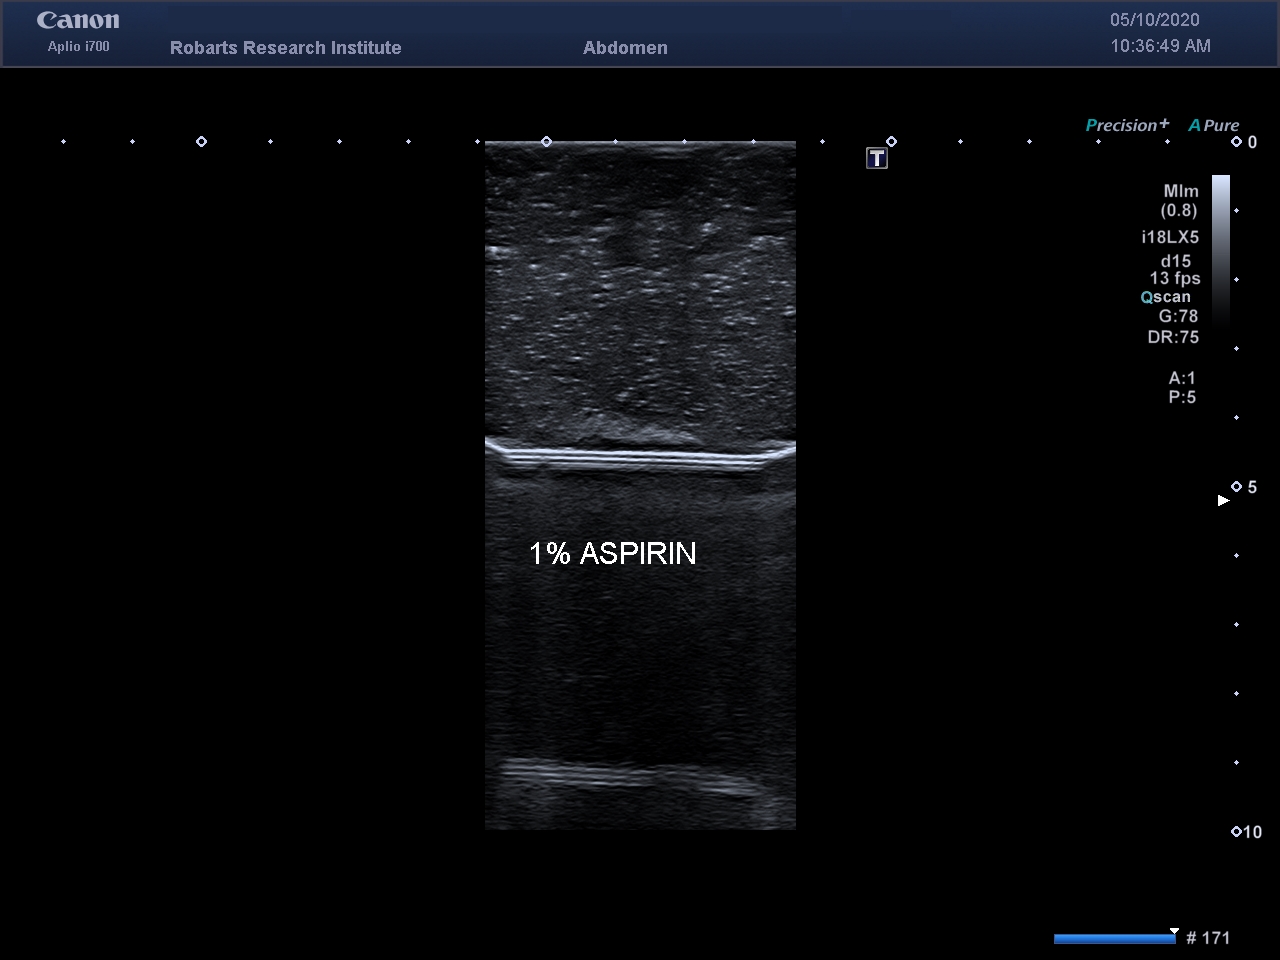 Canon
Aplio i700
Robarts Research Institute
Abdomen
05/10/2020
10:36:49 AM
Precision+ APure
T
0
MIm
(0.8)
i18LX5
d15
13 fps
Qscan
G:78
DR:75
A:1
P:5
5
1% ASPIRIN
10
# 171